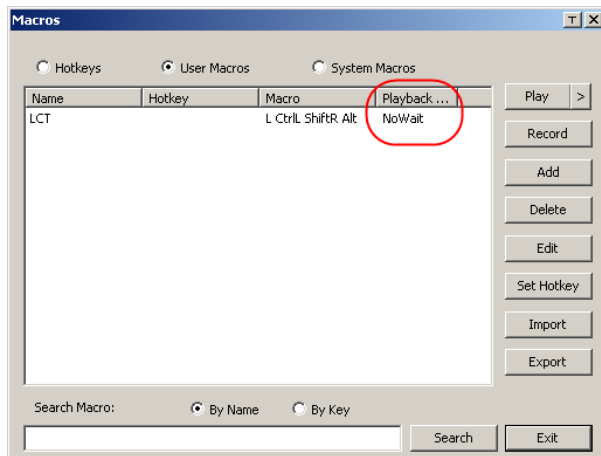 Macros
Hotkeys User Macros System Macros
Name Hotkey Macro Playback ... Play >
LCT L CtrlL ShiftR Alt NoWait
Record
Add
Delete
Edit
Set Hotkey
Import
Export
Search Macro: By Name By Key
Search Exit